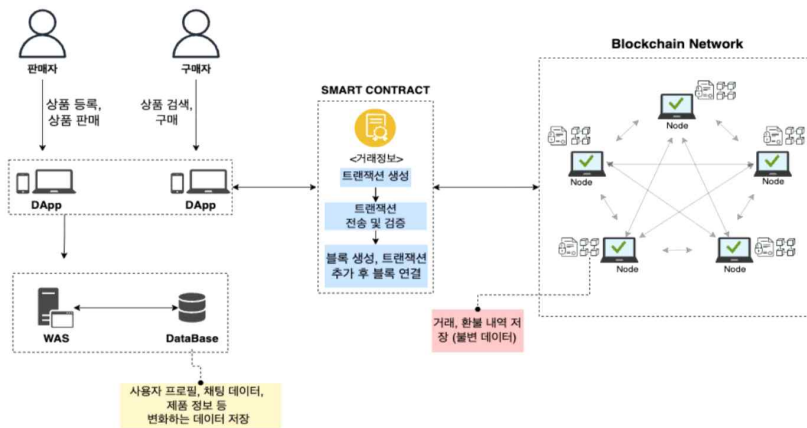 판매자
구매자
상품 등록,
상품 판매
상품 검색,
구매
DApp
DApp
WAS
DataBase
사용자 프로필, 채팅 데이터,
제품 정보 등
변화하는 데이터 저장
SMART CONTRACT
<거래정보>
트랜잭션 생성
트랜잭션
전송 및 검증
블록 생성, 트랜잭션
추가 후 블록 연결
거래, 환불 내역 저
장 (불변 데이터)
Blockchain Network
Node
Node
Node
Node
Node